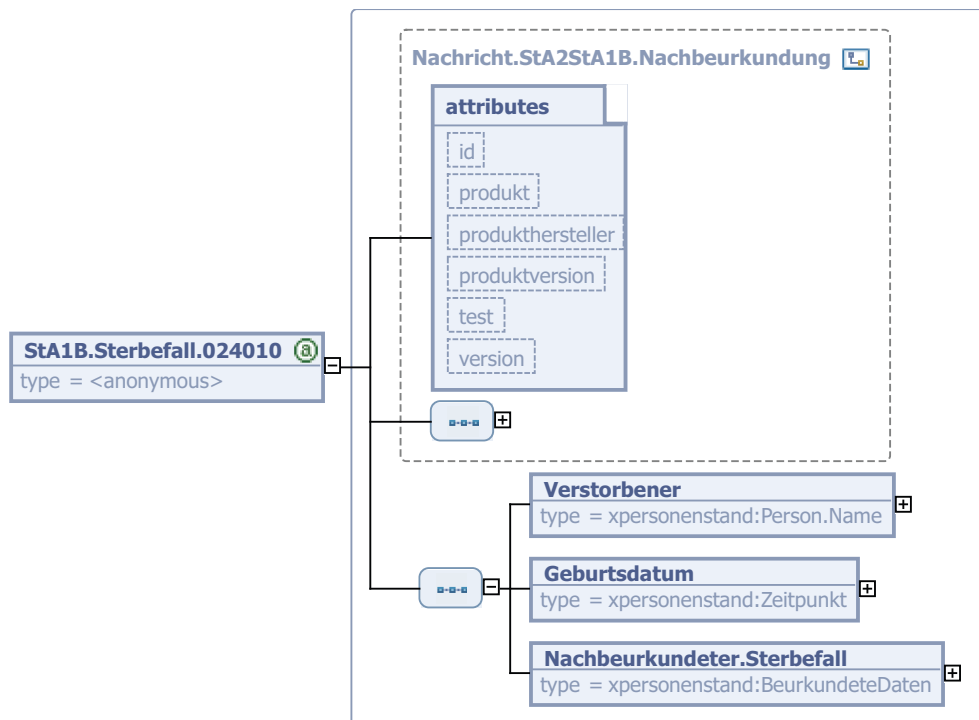 Nachricht.StA2StA1B.Nachbeurkundung
attributes
id
produkt
produkthersteller
produktversion
test
version
StA1B.Sterbefall.024010 @
type = <anonymous>
Verstorbener
type = xpersonenstand:Person.Name
Geburtsdatum
type = xpersonenstand:Zeitpunkt
Nachbeurkundeter.Sterbefall
type = xpersonenstand:BeurkundeteDaten